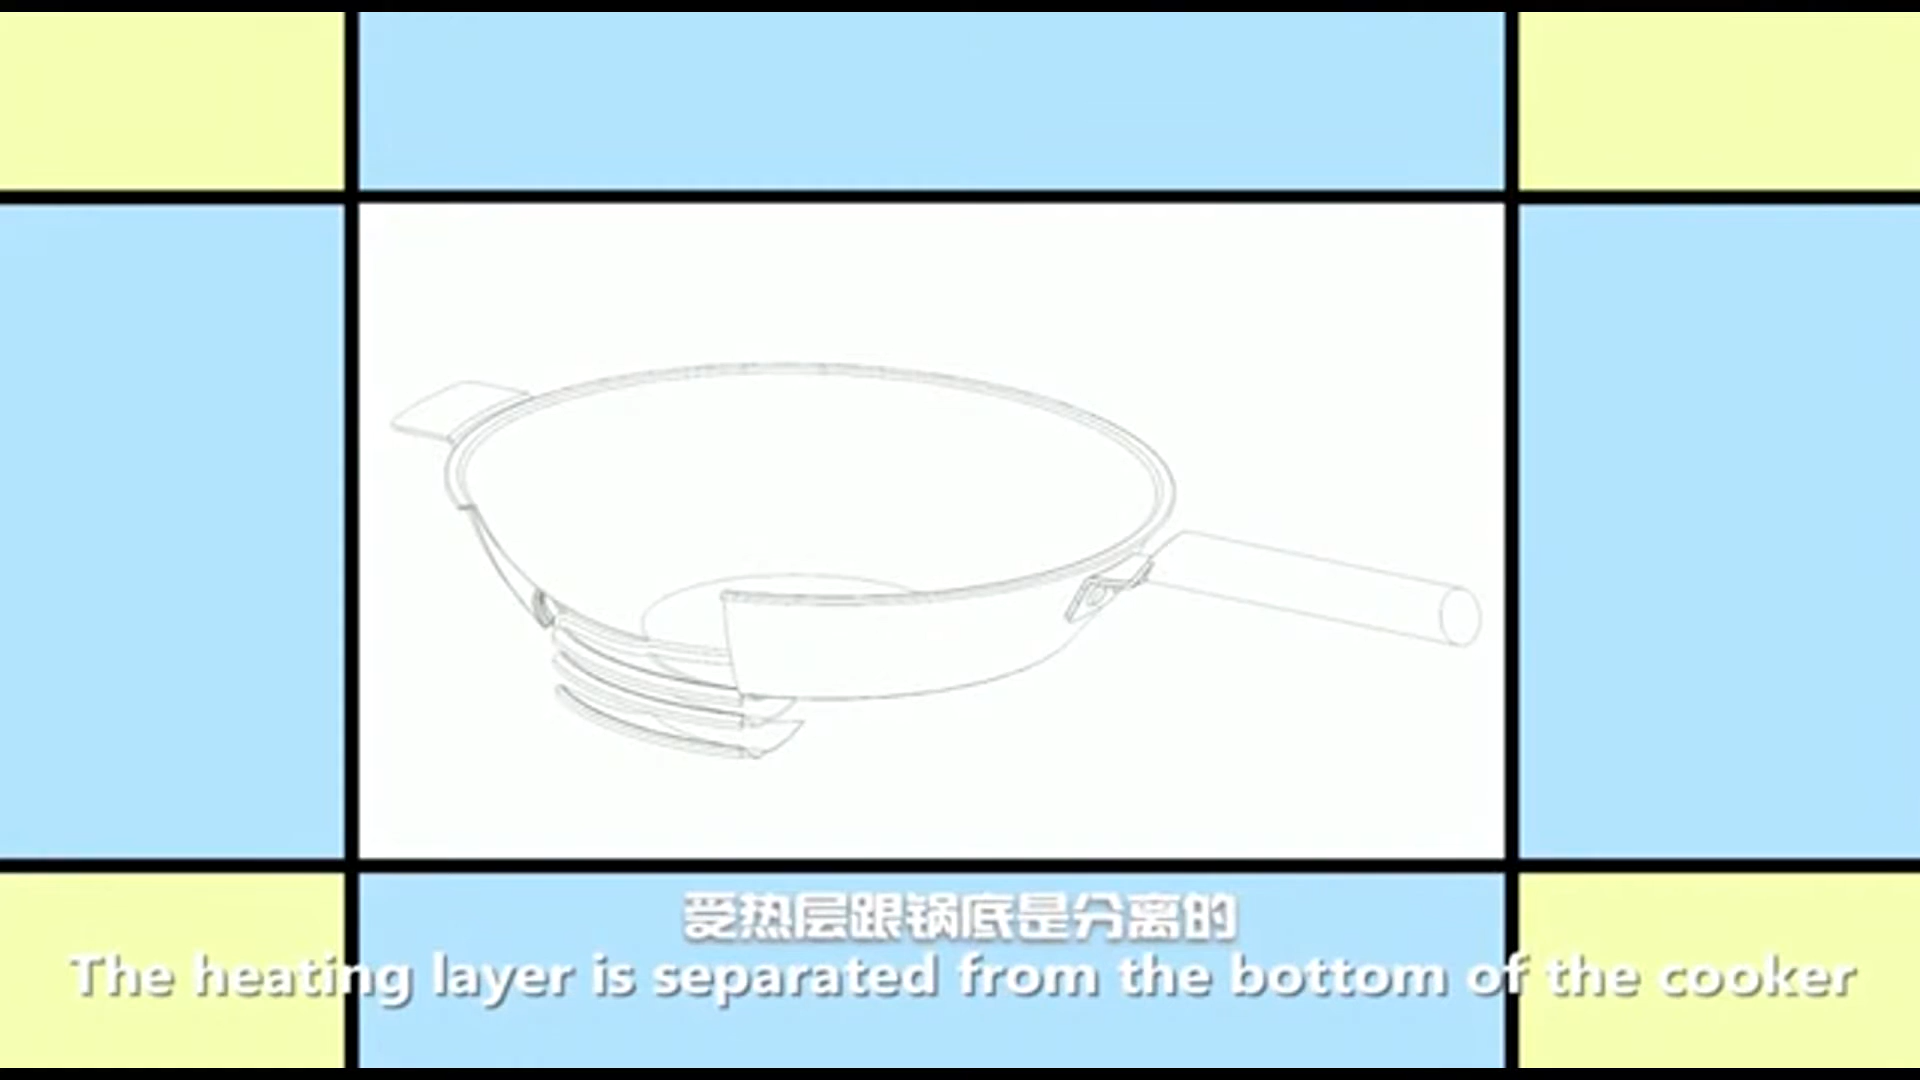 受热层跟锅底是分离的
The heating layer is separated from the bottom of the cooker